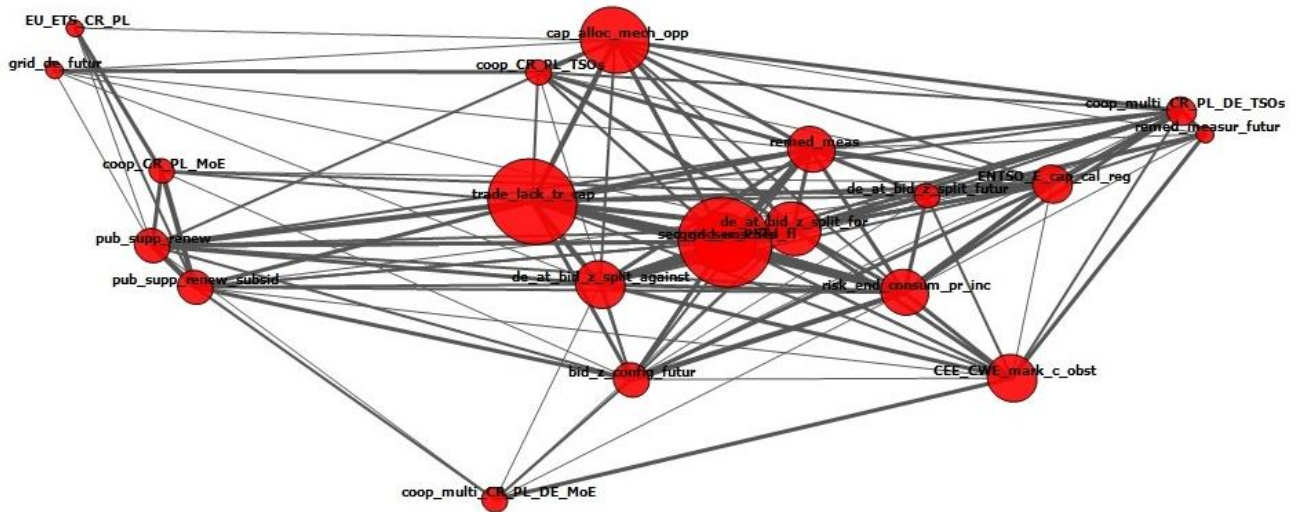 EU_ETS_CR_PL
cap_alloc_mech_opp
grid_de_futur
coop_CR_PL_TSOs
coop_multi_CR_PL_DE_TSOs
remed_measur_futur
remed_meas
coop_CR_PL_MoE
ENTSO_E_cap_cal_reg
de_at_bid_z_split_futur
trade_lack_tr_cap
de_at_bid_z_split_for
pub_supp_renew
de_at_bid_z_split_against
pub_supp_renew_subsid
risk_end_consum_pr_inc
bid_z_config_futur
CEE_CWE_mark_c_obst
coop_multi_CR_PL_DE_MoE